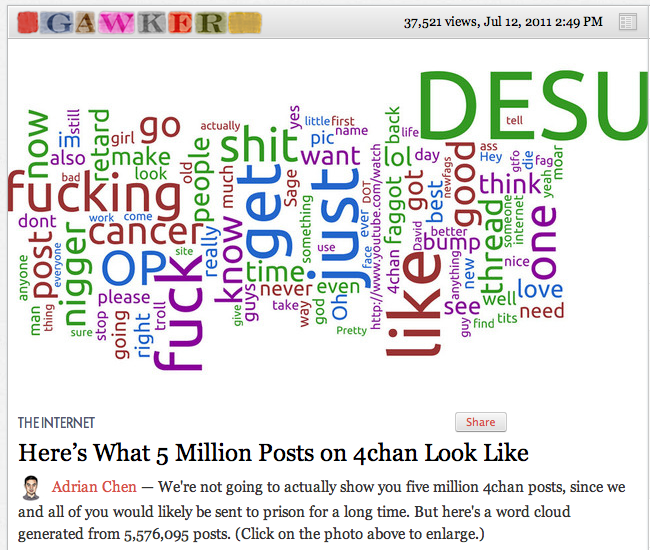 GAWKER
37,521 views, Jul 12, 2011 2:49 PM
DESU
tell
now
im
still
retard
girl
go
actually
shit
yes
little
first
pic
name
back
life
also
make
look
bad
old
people
want
lol
day
good
ass
Hey
gtfo
die
fag
yeah
moar
fucking
much
Sage
get
just
DOT
ever
face
http://www.youtube.com/watch
faggot
got
best
newfags
think
dont
work
come
cancer
really
know
something
use
4chan
David
better
bump
thread
someone
internet
one
anyone
post
everyone
nigger
OP
site
fuck
time
never
even
like
anything
new
nice
love
man
thing
sure
stop
please
going
right
troll
give
guys
take
way
god
Oh
Pretty
see
guy
find
well
tits
need
THE INTERNET
Share
Here's What 5 Million Posts on 4chan Look Like
Adrian Chen — We're not going to actually show you five million 4chan posts, since we
and all of you would likely be sent to prison for a long time. But here's a word cloud
generated from 5,576,095 posts. (Click on the photo above to enlarge.)